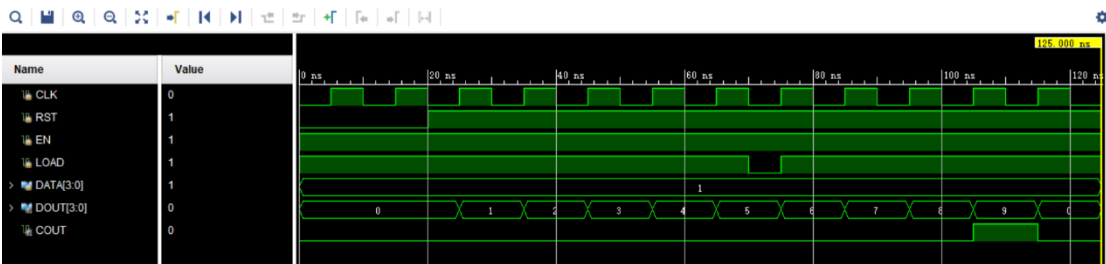 125.000 ns
Name Value
0 ns 20 ns 40 ns 60 ns 80 ns 100 ns 120 ns
CLK 0
RST 1
EN 1
LOAD 1
DATA[3:0] 1 1
DOUT[3:0] 0 0 1 2 3 4 5 6 7 8 9 0
COUT 0